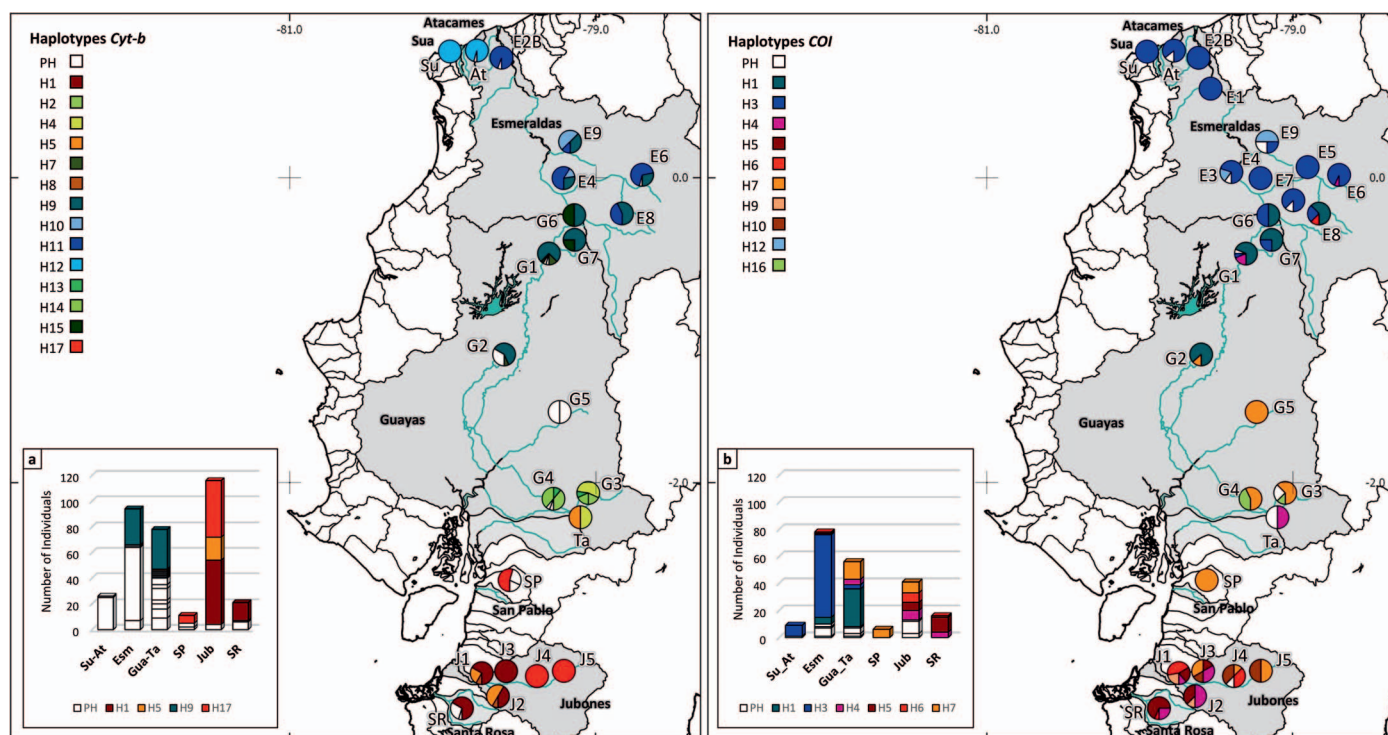 Haplotypes Cyt-b
PH
H1
H2
H4
H5
H7
H8
H9
H10
H11
H12
H13
H14
H15
H17
-81.0
-79.0
Atacames
Sua
E2B
Su
At
Esmeraldas
E9
E6
0.0
E4
E8
G6
G7
G1
G2
G5
Guayas
G4
G3
-2.0
Ta
SP
San Pablo
J1
J3
J4
J5
J2
SR
Jubones
Santa Rosa
a
Number of Individuals
120
100
80
60
40
20
0
Su-At
Esm
Gua-Ta
SP
Jub
SR
PH H1 H5 H9 H17
Haplotypes COI
PH
H1
H3
H4
H5
H6
H7
H9
H10
H12
H16
-81.0
-79.0
Atacames
Sua
E2B
Su
At
E1
Esmeraldas
E9
E4
E5
E3
E7
0.0
E6
G6
E8
G7
G1
G2
G5
Guayas
G4
G3
-2.0
Ta
SP
San Pablo
J1
J3
J4
J5
J2
SR
Jubones
Santa Rosa
b
Number of Individuals
120
100
80
60
40
20
0
Su_At
Esm
Gua_Ta
SP
Jub
SR
PH H1 H3 H4 H5 H6 H7